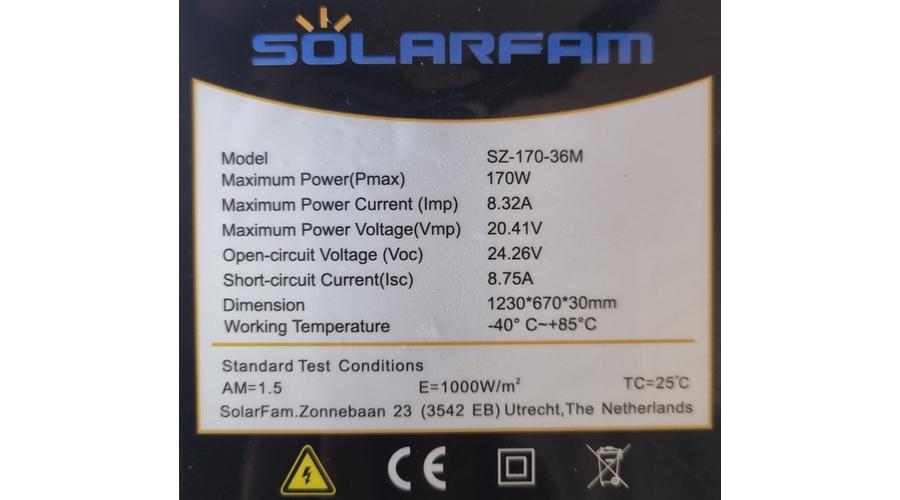 SOLARFAM
Model SZ-170-36M
Maximum Power(Pmax) 170W
Maximum Power Current (Imp) 8.32A
Maximum Power Voltage(Vmp) 20.41V
Open-circuit Voltage (Voc) 24.26V
Short-circuit Current(Isc) 8.75A
Dimension 1230*670*30mm
Working Temperature -40° C~+85°C
Standard Test Conditions
AM=1.5 E=1000W/m² TC=25℃
SolarFam.Zonnebaan 23 (3542 EB) Utrecht,The Netherlands
CE